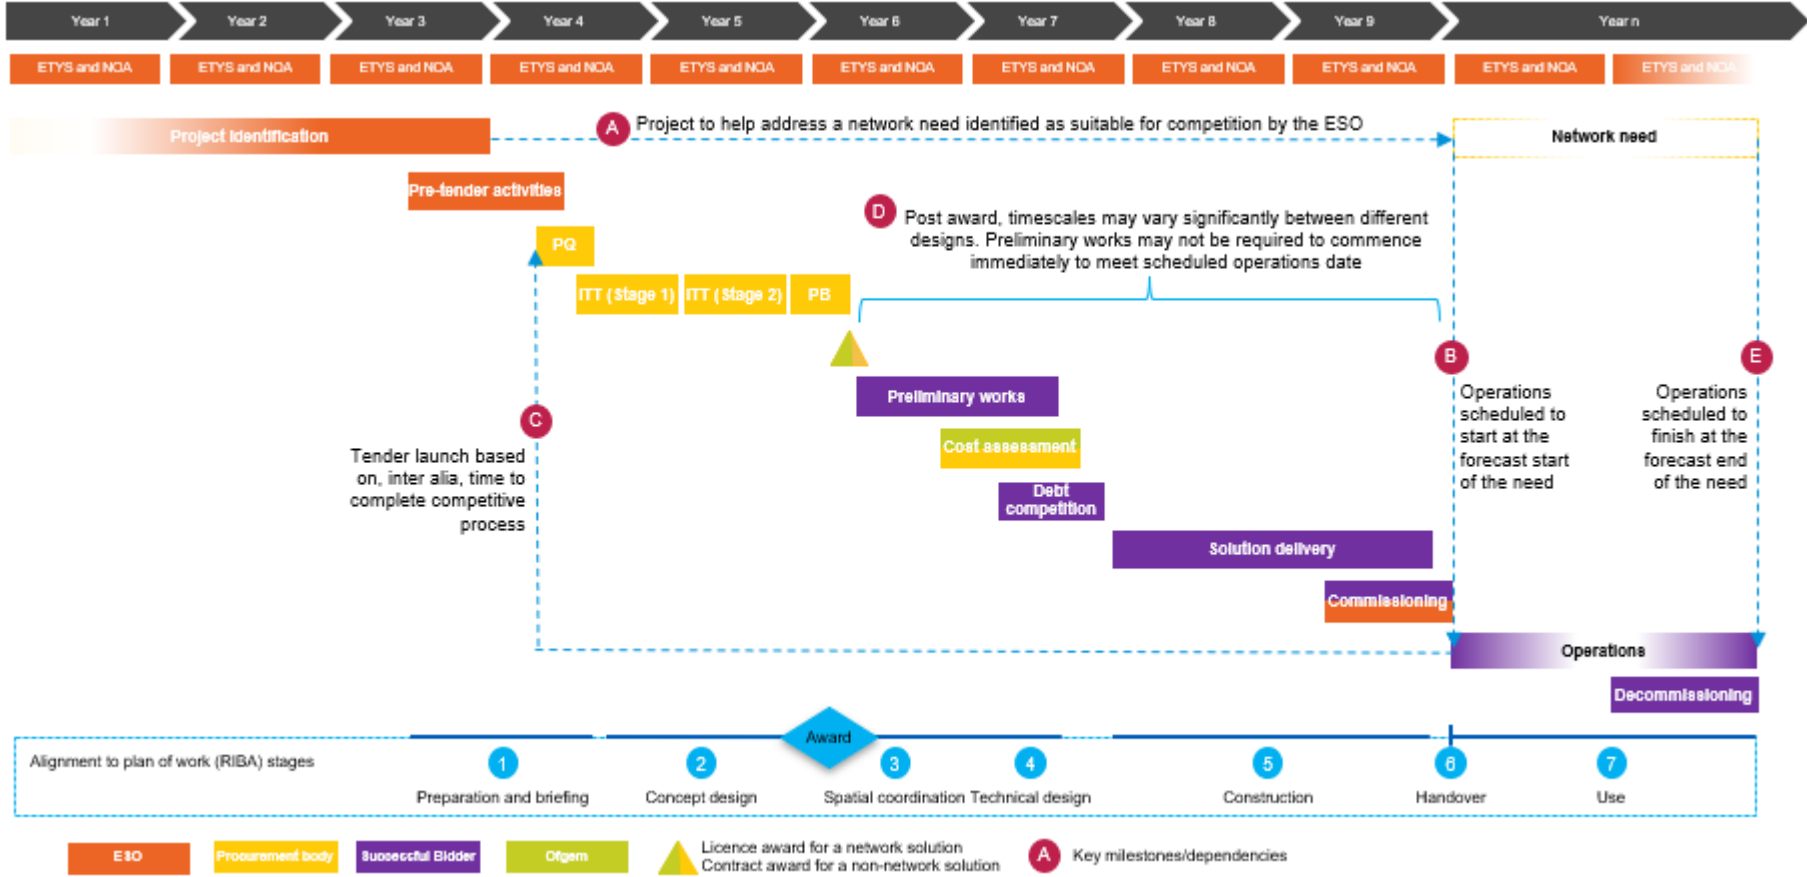 Year 1
Year 2
Year 3
Year 4
Year 5
Year 6
Year 7
Year 8
Year 9
Year n
ETYS and NOA
ETYS and NOA
ETYS and NOA
ETYS and NOA
ETYS and NOA
ETYS and NOA
ETYS and NOA
ETYS and NOA
ETYS and NOA
ETYS and NOA
ETYS and NOA
Project identification
A
Project to help address a network need identified as suitable for competition by the ESO
Network need
Pre-tender activities
D
Post award, timescales may vary significantly between different
designs. Preliminary works may not be required to commence
immediately to meet scheduled operations date
PQ
ITT (Stage 1)
ITT (Stage 2)
PB
B
E
Preliminary works
Operations
scheduled to
start at the
forecast start
of the need
Operations
scheduled to
finish at the
forecast end
of the need
C
Cost assessment
Tender launch based
on, inter alia, time to
complete competitive
process
Debt
competition
Solution delivery
Commissioning
Operations
Decommissioning
Award
Alignment to plan of work (RIBA) stages
1
2
3
4
5
6
7
Preparation and briefing
Concept design
Spatial coordination
Technical design
Construction
Handover
Use
ESO
Procurement body
Successful Bidder
Ofgem
Licence award for a network solution
Contract award for a non-network solution
A
Key milestones/dependencies